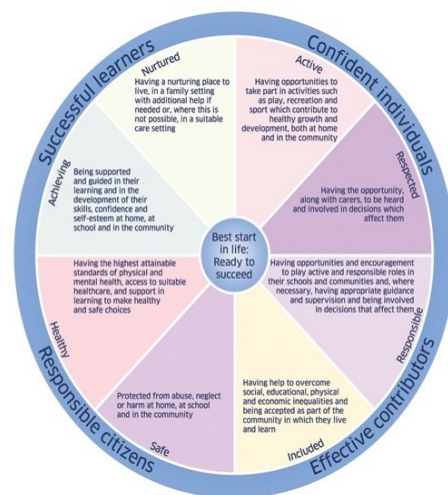 Successful learners
Confident individuals
Nurtured
Having a nurturing place to
live, in a family setting
with additional help if
needed or, where this is
not possible, in a suitable
care setting
Active
Having opportunities to
take part in activities such
as play, recreation and
sport which contribute to
healthy growth and
development, both at home
and in the community
Achieving
Being supported
and guided in their
learning and in the
development of their
skills, confidence and
self-esteem at home, at
school and in the community
Respected
Having the opportunity,
along with carers, to be heard
and involved in decisions which
affect them
Best start
in life:
Ready to
succeed
Healthy
Having the highest attainable
standards of physical and
mental health, access to suitable
healthcare, and support in
learning to make healthy
and safe choices
Having opportunities and encouragement
to play active and responsible roles in
their schools and communities and, where
necessary, having appropriate guidance
and supervision and being involved
in decisions that affect them
Responsible
Protected from abuse, neglect
or harm at home, at school
and in the community
Safe
Having help to overcome
social, educational, physical
and economic inequalities and
being accepted as part of the
community in which they live
and learn
Included
Responsible citizens
Effective contributors